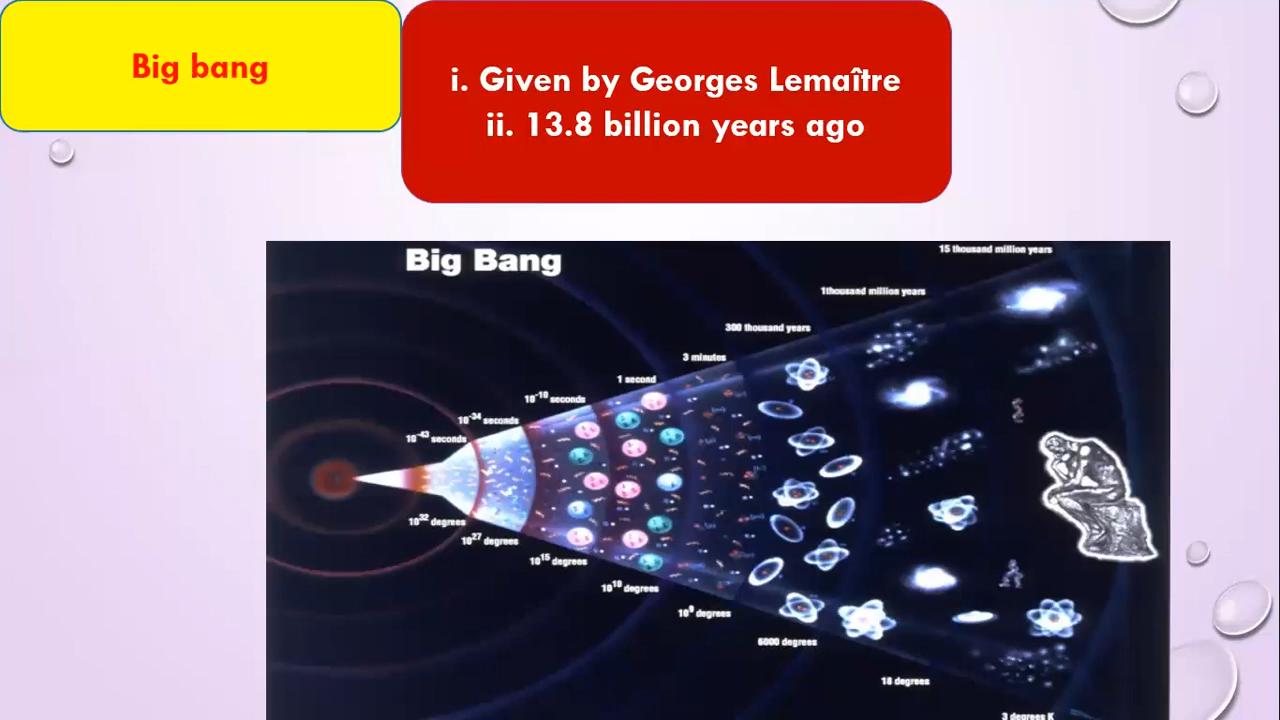 Big bang
i. Given by Georges Lemaître
ii. 13.8 billion years ago
Big Bang
15 thousand million years
1thousand million years
300 thousand years
3 minutes
1 second
10-10 seconds
10-34 seconds
10-43 seconds
1032 degrees
1027 degrees
1015 degrees
1010 degrees
109 degrees
6000 degrees
18 degrees
3 degrees K